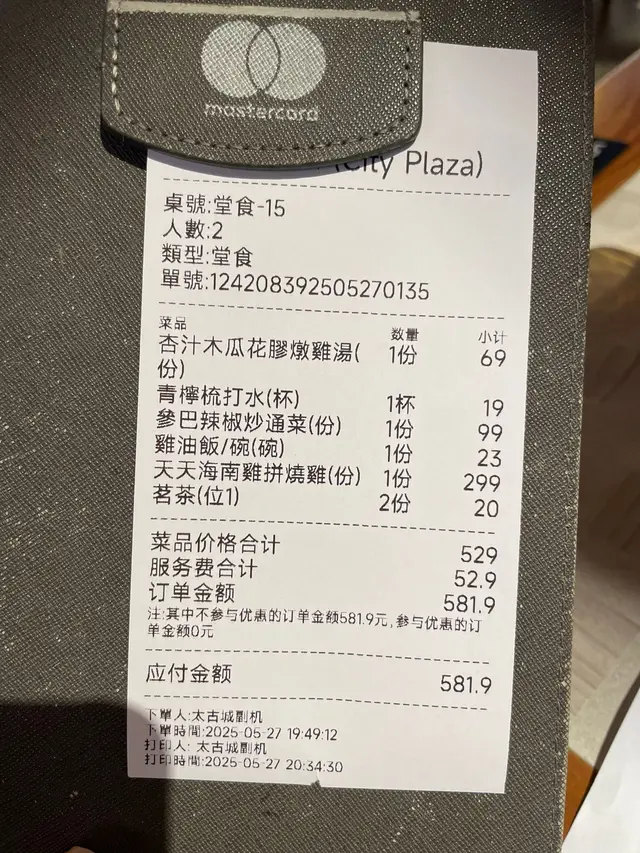 mastercard
(City Plaza)
桌號:堂食-15
人數:2
類型:堂食
單號:124208392505270135
菜品 数量 小计
杏汁木瓜花膠燉雞湯( 1份 69
份)
青檸梳打水(杯) 1杯 19
參巴辣椒炒通菜(份) 1份 99
雞油飯/碗(碗) 1份 23
天天海南雞拼燒雞(份) 1份 299
茗茶(位1) 2份 20
菜品价格合计 529
服务费合计 52.9
订单金额 581.9
注:其中不参与优惠的订单金额581.9元,参与优惠的订
单金额0元
应付金额 581.9
下單人:太古城劃机
下單時間:2025-05-27 19:49:12
打印人: 太古城劃机
打印時間:2025-05-27 20:34:30